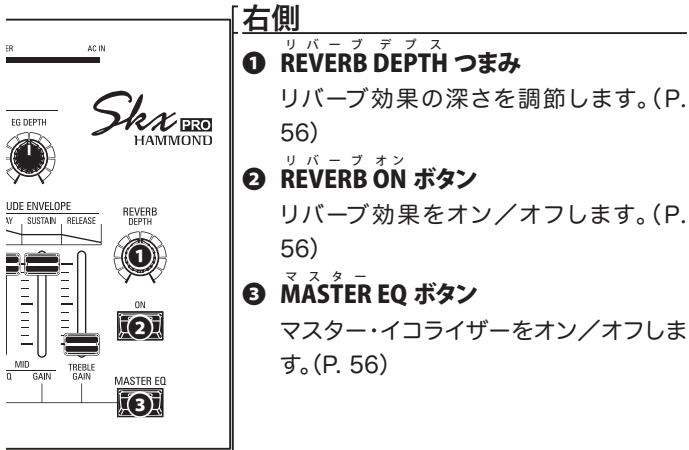 ER
AC IN
EG DEPTH
Skx PRO
HAMMOND
UDE ENVELOPE
AY
SUSTAIN
RELEASE
REVERB
DEPTH
❶
ON
❷
MID
Q
GAIN
TREBLE
GAIN
MASTER EQ
❸
右側
リバーブ デプス
❶ REVERB DEPTH つまみ
リバーブ効果の深さを調節します。(P.
56)
リバーブ オン
❷ REVERB ON ボタン
リバーブ効果をオン／オフします。(P.
56)
マスター
❸ MASTER EQ ボタン
マスター・イコライザーをオン／オフしま
す。(P. 56)